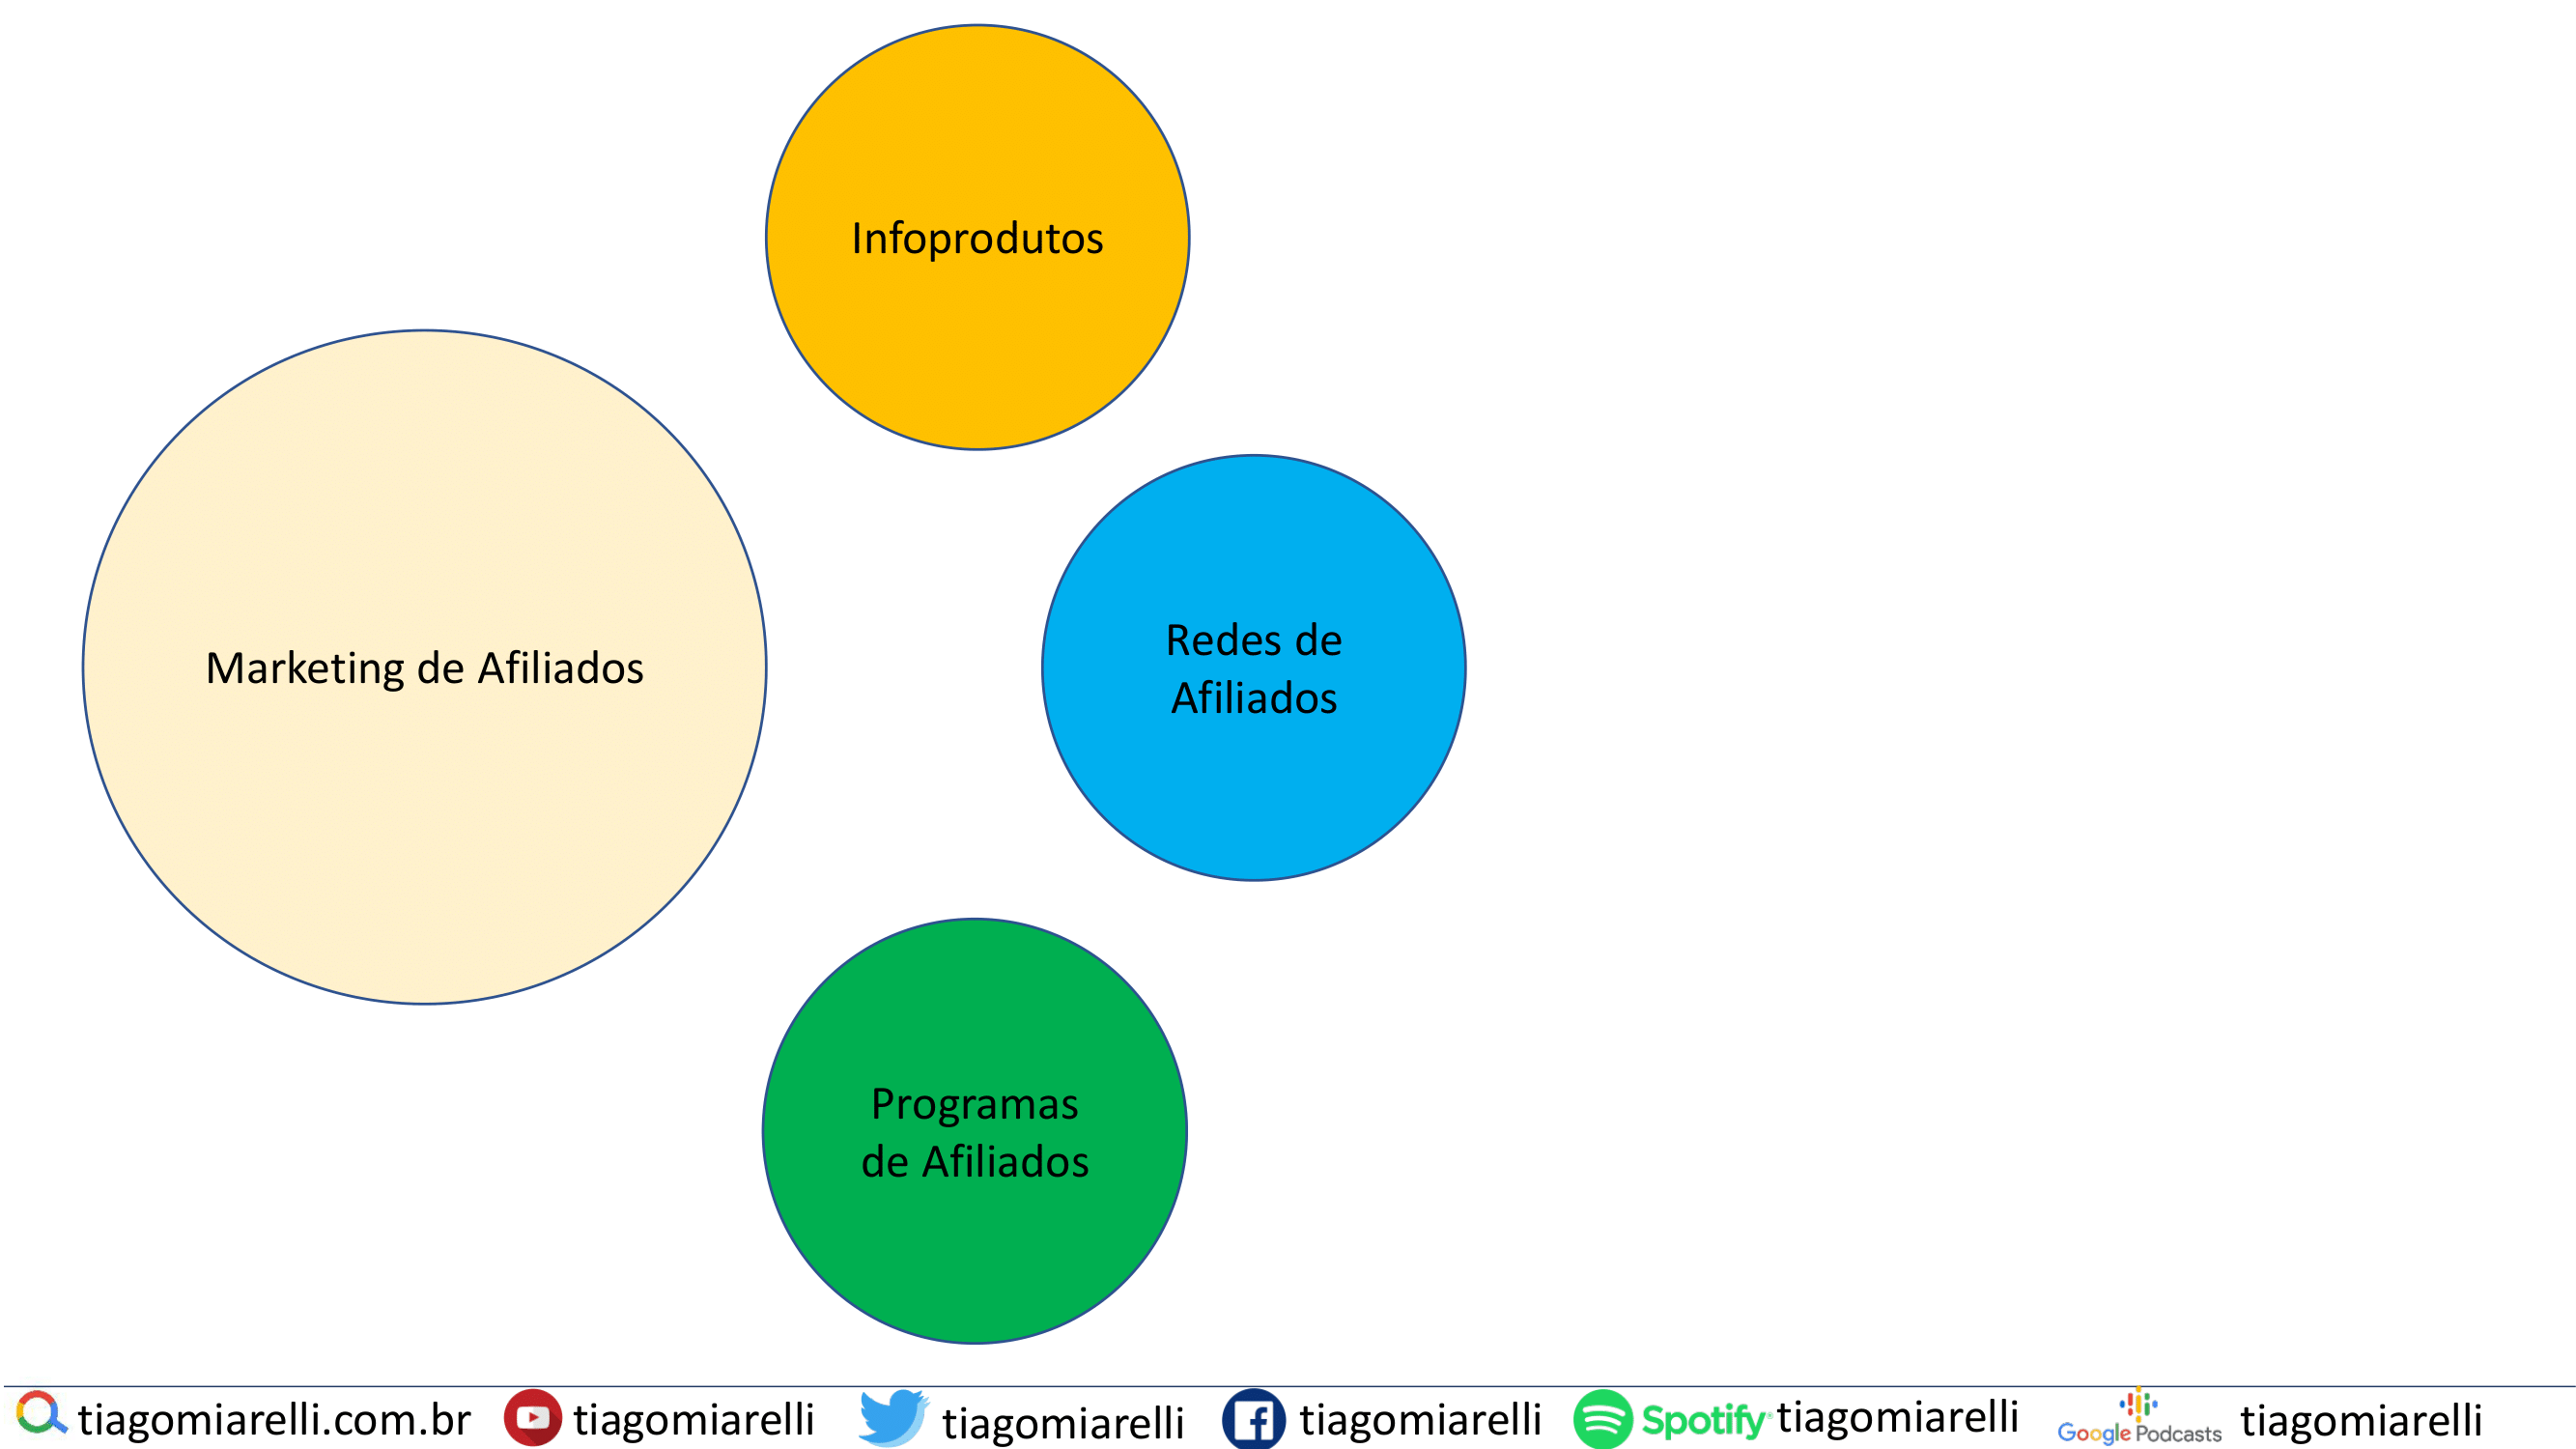 Infoprodutos
Marketing de Afiliados
Redes de
Afiliados
Programas
de Afiliados
tiagomiarelli.com.br tiagomiarelli tiagomiarelli tiagomiarelli Spotify tiagomiarelli Google Podcasts tiagomiarelli